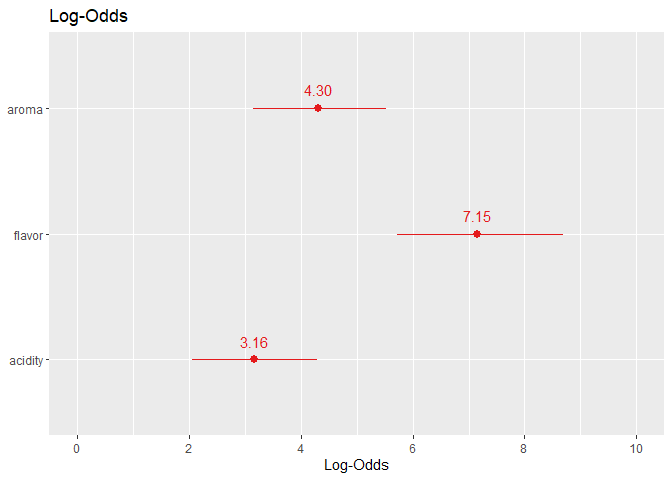 Log-Odds
4.30
aroma
7.15
flavor
3.16
acidity
0 2 4 6 8 10
Log-Odds